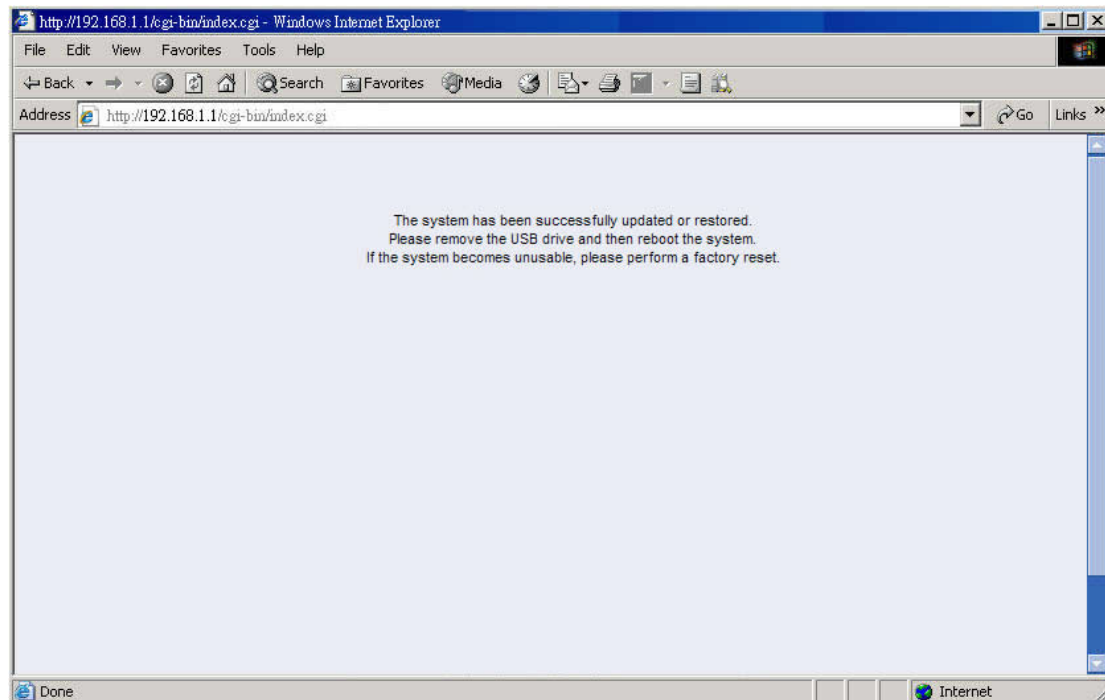 http://192.168.1.1/cgi-bin/index.cgi - Windows Internet Explorer
File Edit View Favorites Tools Help
Back Search Favorites Media
Address http://192.168.1.1/cgi-bin/index.cgi Go Links »
The system has been successfully updated or restored.
Please remove the USB drive and then reboot the system.
If the system becomes unusable, please perform a factory reset.
Done Internet